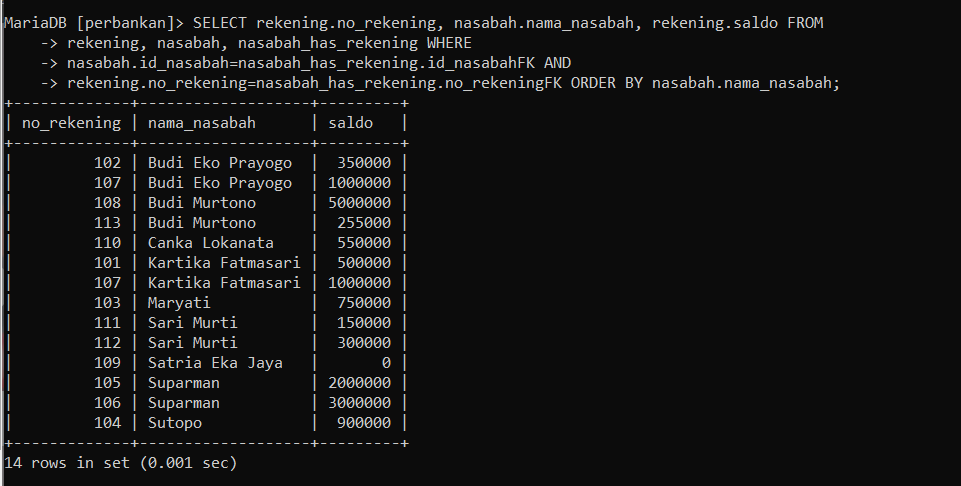 MariaDB [perbankan]> SELECT rekening.no_rekening, nasabah.nama_nasabah, rekening.saldo FROM
    -> rekening, nasabah, nasabah_has_rekening WHERE
    -> nasabah.id_nasabah=nasabah_has_rekening.id_nasabahFK AND
    -> rekening.no_rekening=nasabah_has_rekening.no_rekeningFK ORDER BY nasabah.nama_nasabah;
+-------------+-------------------+---------+
| no_rekening | nama_nasabah      | saldo   |
+-------------+-------------------+---------+
|         102 | Budi Eko Prayogo  |  350000 |
|         107 | Budi Eko Prayogo  | 1000000 |
|         108 | Budi Murtono      | 5000000 |
|         113 | Budi Murtono      |  255000 |
|         110 | Canka Lokanata    |  550000 |
|         101 | Kartika Fatmasari |  500000 |
|         107 | Kartika Fatmasari | 1000000 |
|         103 | Maryati           |  750000 |
|         111 | Sari Murti        |  150000 |
|         112 | Sari Murti        |  300000 |
|         109 | Satria Eka Jaya   |       0 |
|         105 | Suparman          | 2000000 |
|         106 | Suparman          | 3000000 |
|         104 | Sutopo            |  900000 |
+-------------+-------------------+---------+
14 rows in set (0.001 sec)